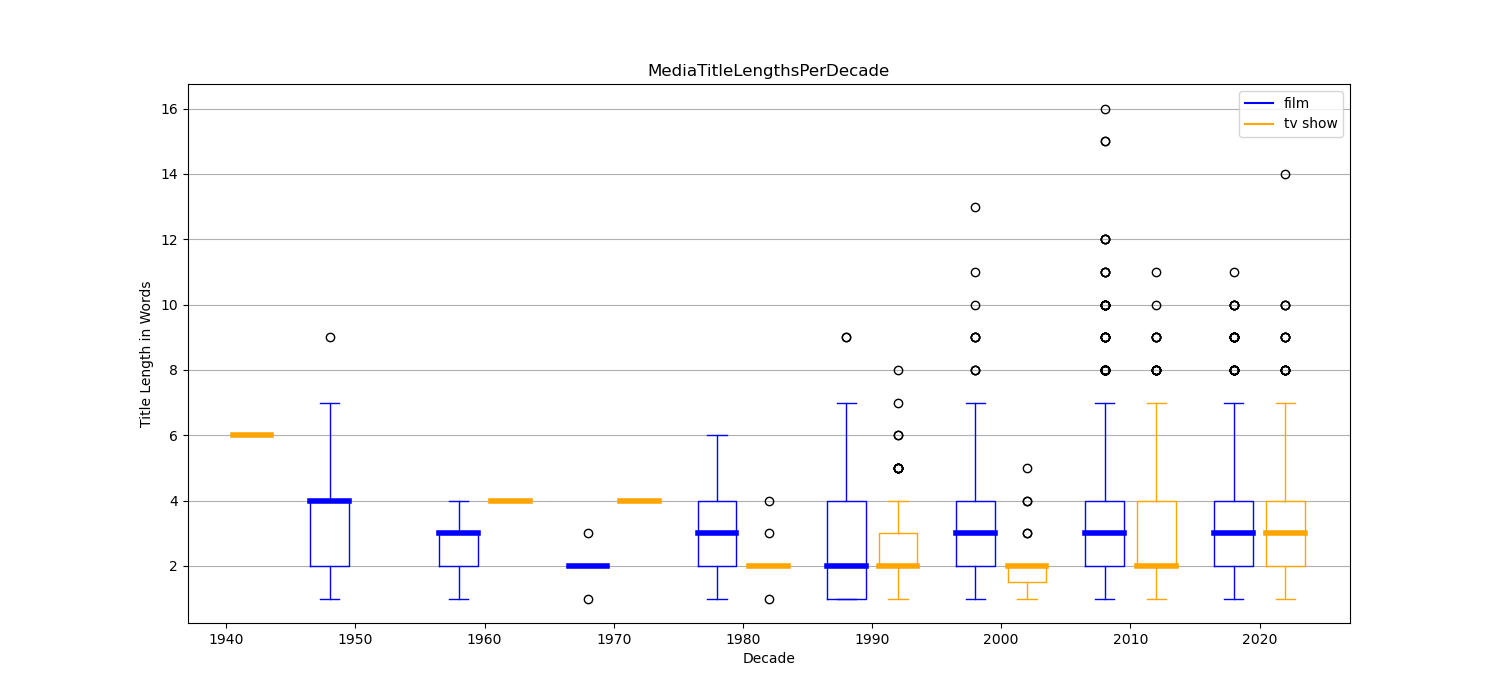 MediaTitleLengthsPerDecade
film
tv show
16
14
12
10
8
6
4
2
Title Length in Words
1940 1950 1960 1970 1980 1990 2000 2010 2020
Decade